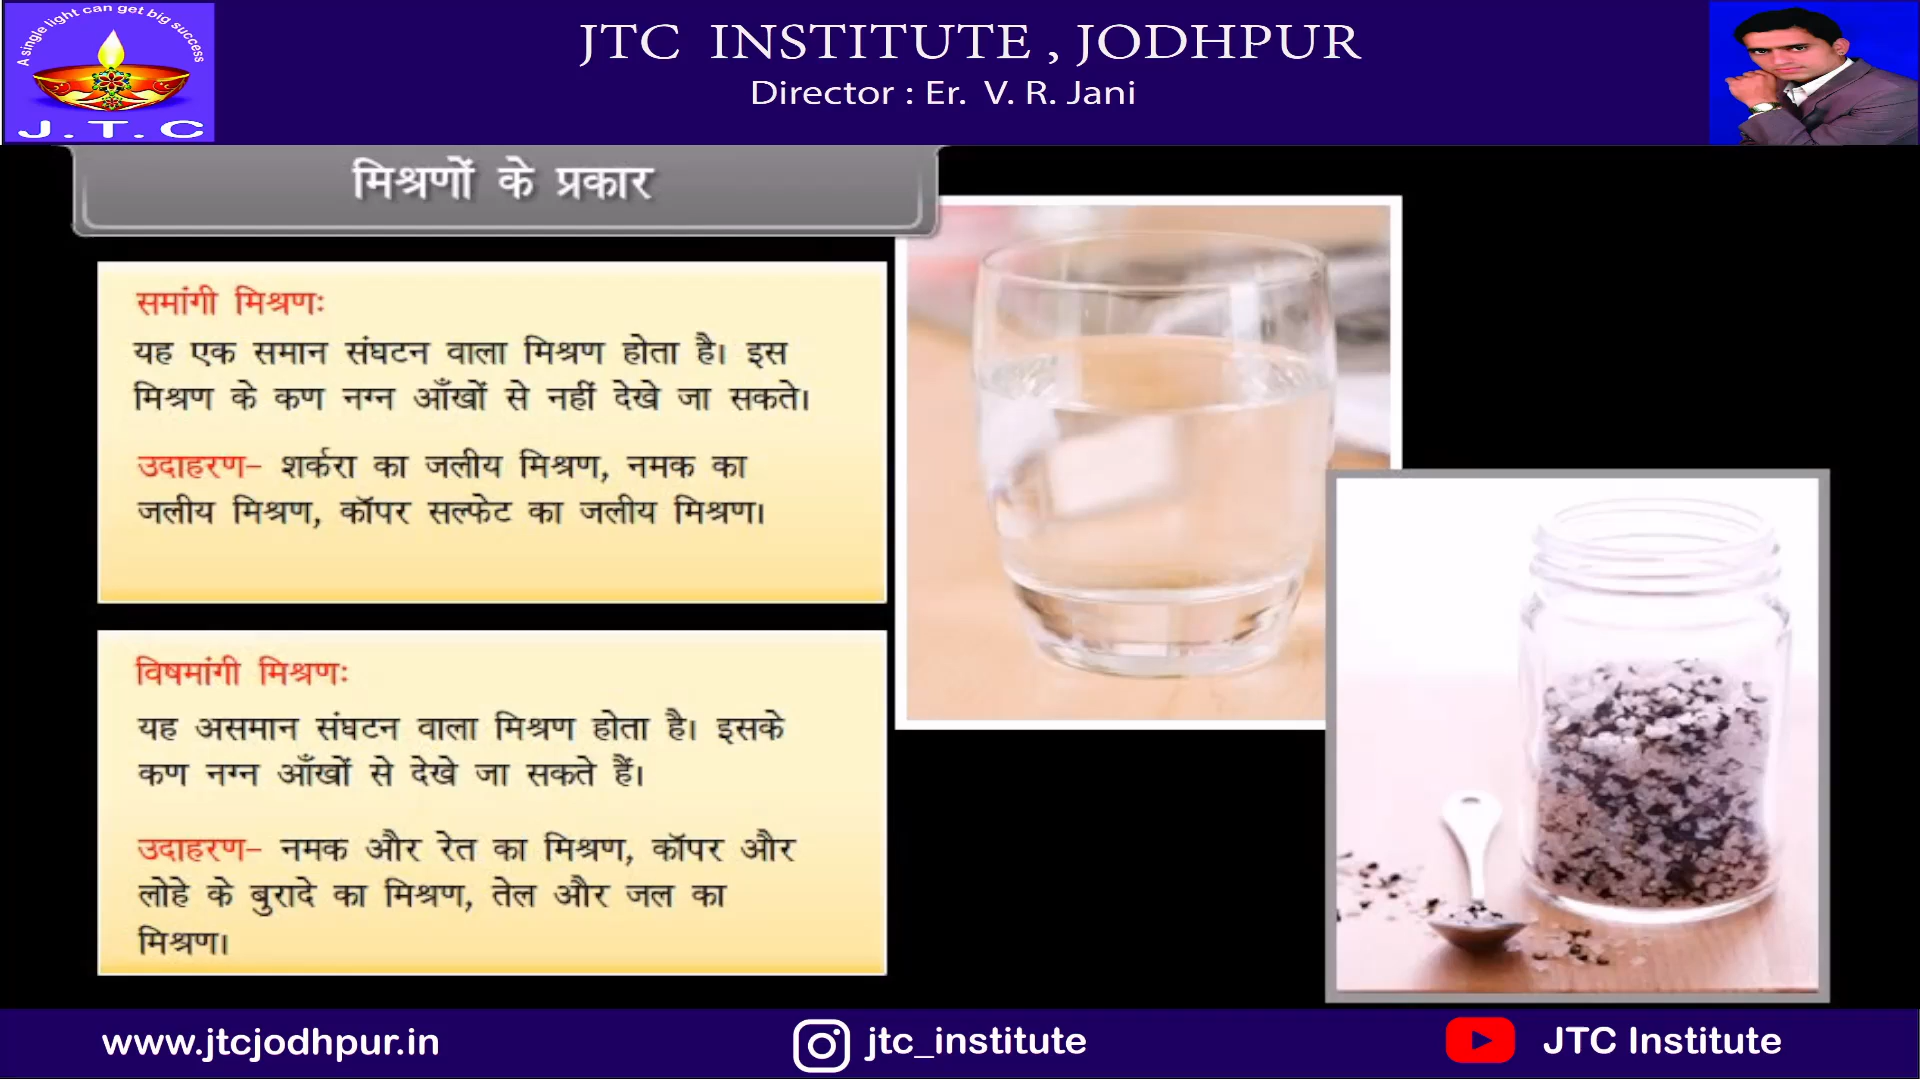 A single light can get big success
J.T.C
JTC INSTITUTE, JODHPUR
Director : Er. V. R. Jani
मिश्रणों के प्रकार
समांगी मिश्रणः
यह एक समान संघटन वाला मिश्रण होता है। इस
मिश्रण के कण नग्न आँखों से नहीं देखे जा सकते।
उदाहरण– शर्करा का जलीय मिश्रण, नमक का
जलीय मिश्रण, कॉपर सल्फेट का जलीय मिश्रण।
विषमांगी मिश्रणः
यह असमान संघटन वाला मिश्रण होता है। इसके
कण नग्न आँखों से देखे जा सकते हैं।
उदाहरण– नमक और रेत का मिश्रण, कॉपर और
लोहे के बुरादे का मिश्रण, तेल और जल का
मिश्रण।
www.jtcjodhpur.in
jtc_institute
JTC Institute